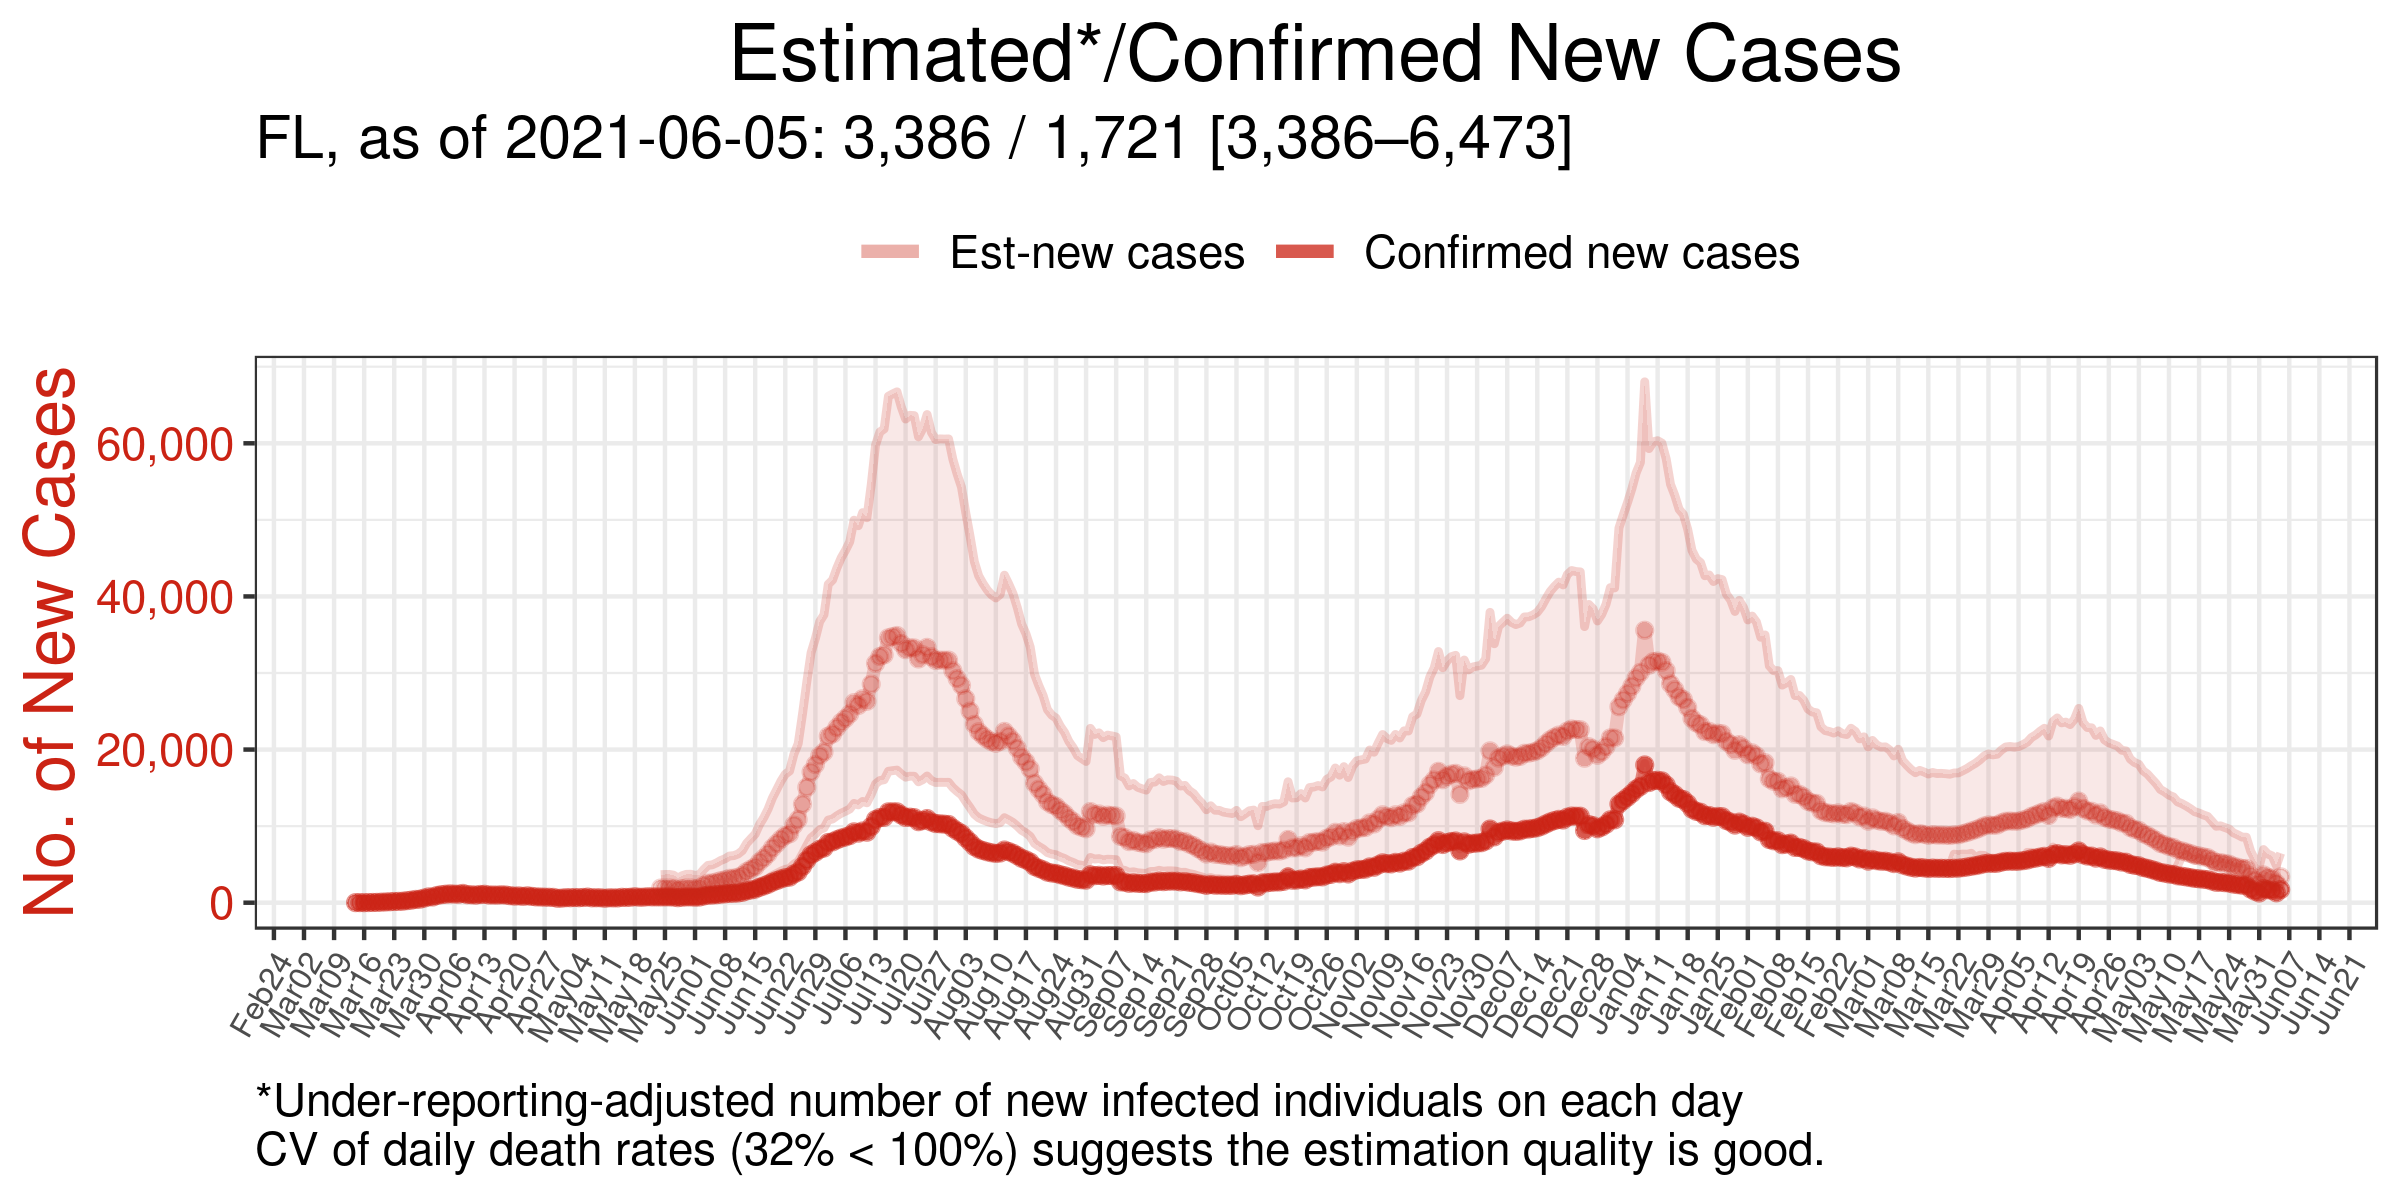 Estimated*/Confirmed New Cases
FL, as of 2021-06-05: 3,386 / 1,721 [3,386–6,473]
Est-new cases Confirmed new cases
No. of New Cases
60,000
40,000
20,000
0
Feb24 Mar02 Mar09 Mar16 Mar23 Mar30 Apr06 Apr13 Apr20 Apr27 May04 May11 May18 May25 Jun01 Jun08 Jun15 Jun22 Jun29 Jul06 Jul13 Jul20 Jul27 Aug03 Aug10 Aug17 Aug24 Aug31 Sep07 Sep14 Sep21 Sep28 Oct05 Oct12 Oct19 Oct26 Nov02 Nov09 Nov16 Nov23 Nov30 Dec07 Dec14 Dec21 Dec28 Jan04 Jan11 Jan18 Jan25 Feb01 Feb08 Feb15 Feb22 Mar01 Mar08 Mar15 Mar22 Mar29 Apr05 Apr12 Apr19 Apr26 May03 May10 May17 May24 May31 Jun07 Jun14 Jun21
*Under-reporting-adjusted number of new infected individuals on each day
CV of daily death rates (32% < 100%) suggests the estimation quality is good.